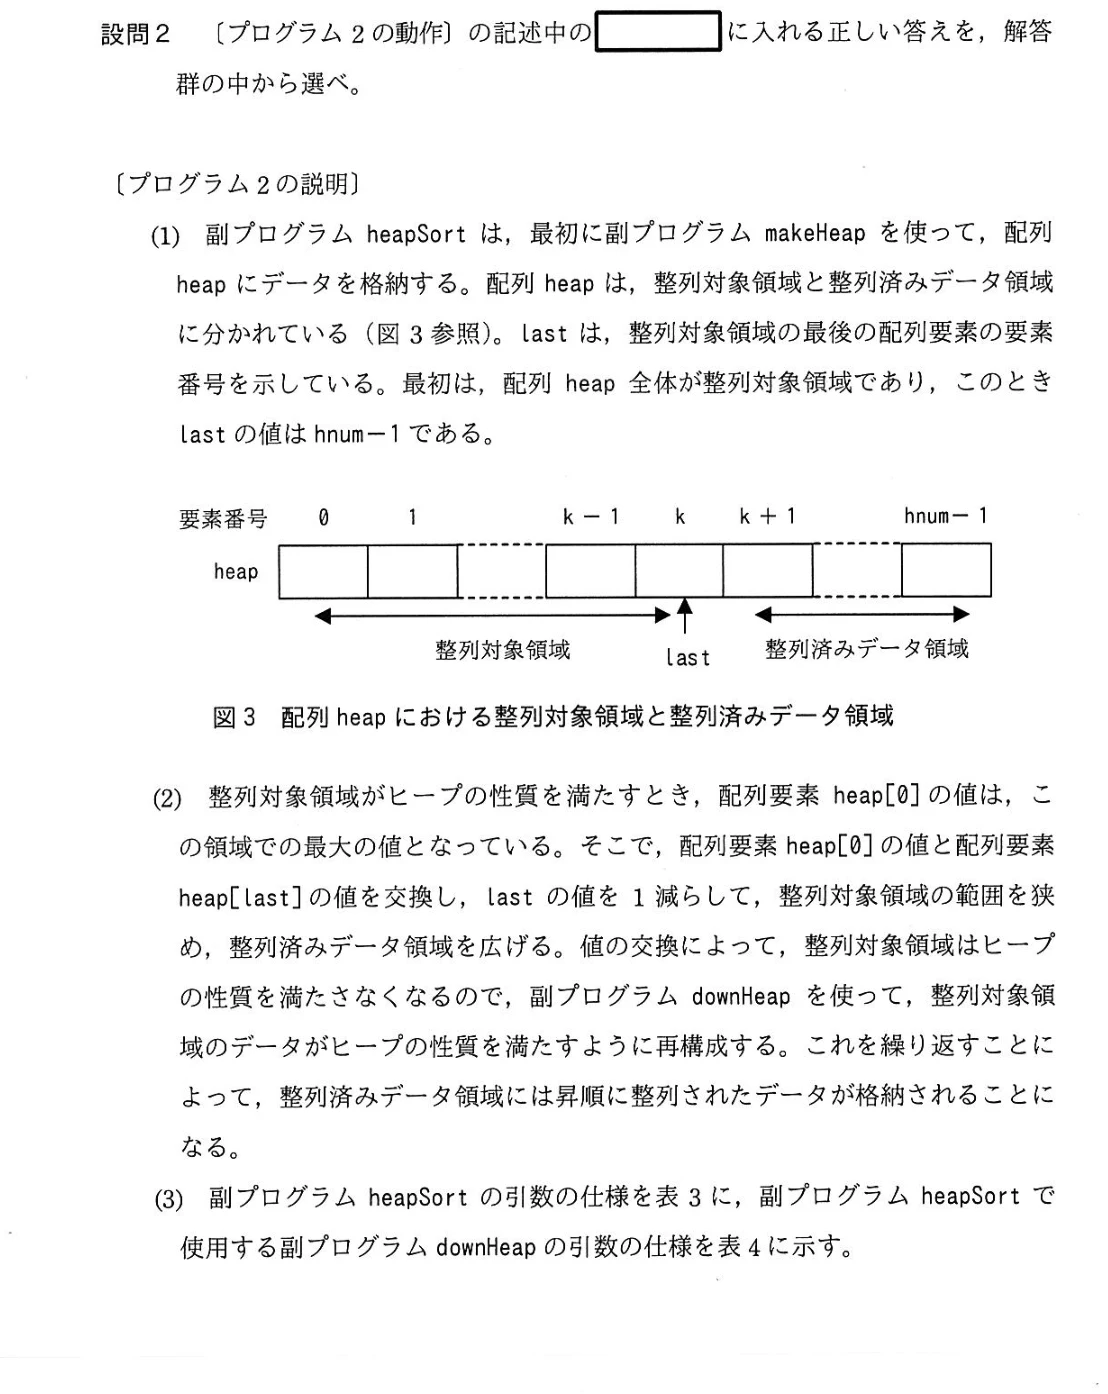 設問2 〔プログラム2の動作〕の記述中の に入れる正しい答えを，解答
群の中から選べ。
〔プログラム2の説明〕
(1) 副プログラム heapSort は，最初に副プログラム makeHeap を使って，配列
heap にデータを格納する。配列 heap は，整列対象領域と整列済みデータ領域
に分かれている（図3参照）。last は，整列対象領域の最後の配列要素の要素
番号を示している。最初は，配列 heap 全体が整列対象領域であり，このとき
last の値は hnum－1 である。
要素番号 0 1 k－1 k k＋1 hnum－1
heap
整列対象領域 last 整列済みデータ領域
図3 配列 heap における整列対象領域と整列済みデータ領域
(2) 整列対象領域がヒープの性質を満たすとき，配列要素 heap[0] の値は，こ
の領域での最大の値となっている。そこで，配列要素 heap[0] の値と配列要素
heap[last] の値を交換し，last の値を 1 減らして，整列対象領域の範囲を狭
め，整列済みデータ領域を広げる。値の交換によって，整列対象領域はヒープ
の性質を満たさなくなるので，副プログラム downHeap を使って，整列対象領
域のデータがヒープの性質を満たすように再構成する。これを繰り返すことに
よって，整列済みデータ領域には昇順に整列されたデータが格納されることに
なる。
(3) 副プログラム heapSort の引数の仕様を表3に，副プログラム heapSort で
使用する副プログラム downHeap の引数の仕様を表4に示す。